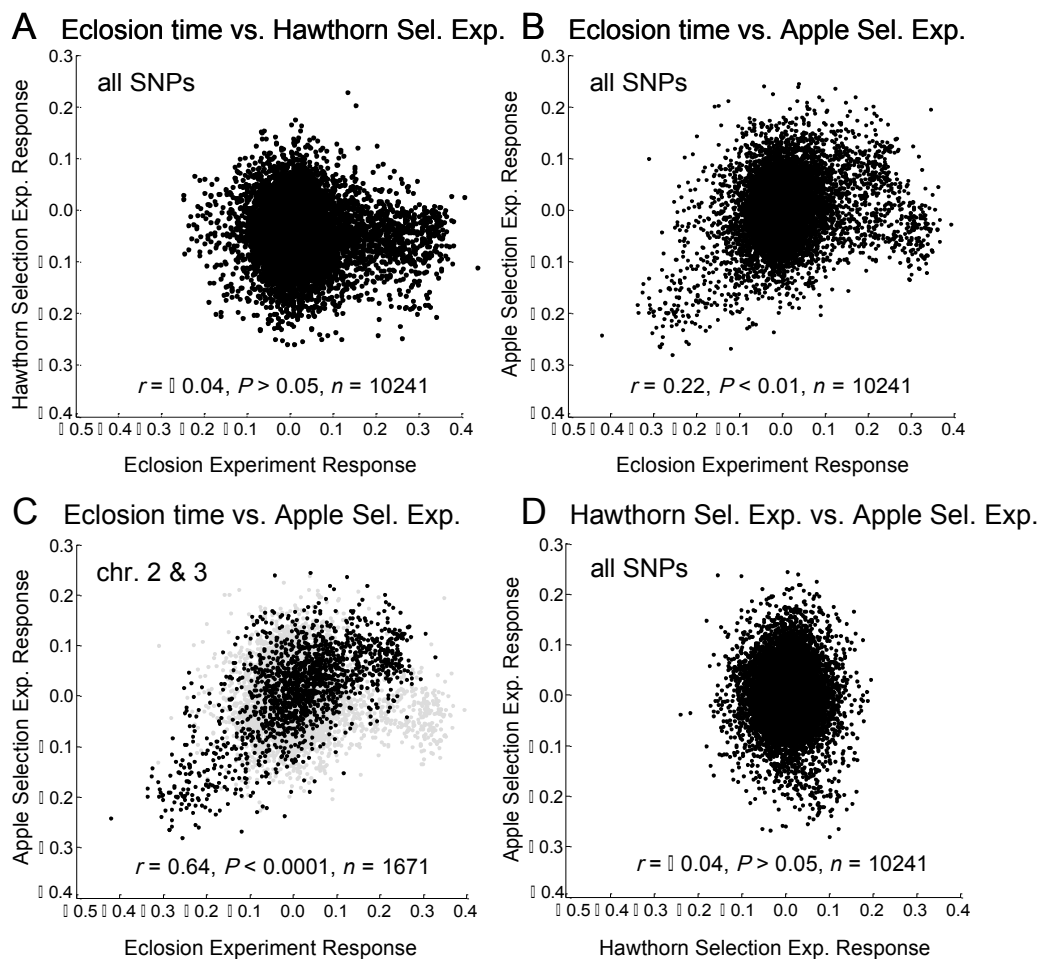 A Eclosion time vs. Hawthorn Sel. Exp.
all SNPs
Hawthorn Selection Exp. Response
0.3
0.2
0.1
0.0
▯ 0.1
▯ 0.2
▯ 0.3
▯ 0.4
r = ▯ 0.04, P > 0.05, n = 10241
▯ 0.5 ▯ 0.4 ▯ 0.3 ▯ 0.2 ▯ 0.1 0.0 0.1 0.2 0.3 0.4
Eclosion Experiment Response
B Eclosion time vs. Apple Sel. Exp.
all SNPs
Apple Selection Exp. Response
0.3
0.2
0.1
0.0
▯ 0.1
▯ 0.2
▯ 0.3
▯ 0.4
r = 0.22, P < 0.01, n = 10241
▯ 0.5 ▯ 0.4 ▯ 0.3 ▯ 0.2 ▯ 0.1 0.0 0.1 0.2 0.3 0.4
Eclosion Experiment Response
C Eclosion time vs. Apple Sel. Exp.
chr. 2 & 3
Apple Selection Exp. Response
0.3
0.2
0.1
0.0
▯ 0.1
▯ 0.2
▯ 0.3
▯ 0.4
r = 0.64, P < 0.0001, n = 1671
▯ 0.5 ▯ 0.4 ▯ 0.3 ▯ 0.2 ▯ 0.1 0.0 0.1 0.2 0.3 0.4
Eclosion Experiment Response
D Hawthorn Sel. Exp. vs. Apple Sel. Exp.
all SNPs
Apple Selection Exp. Response
0.3
0.2
0.1
0.0
▯ 0.1
▯ 0.2
▯ 0.3
▯ 0.4
r = ▯ 0.04, P > 0.05, n = 10241
▯ 0.5 ▯ 0.4 ▯ 0.3 ▯ 0.2 ▯ 0.1 0.0 0.1 0.2 0.3 0.4
Hawthorn Selection Exp. Response